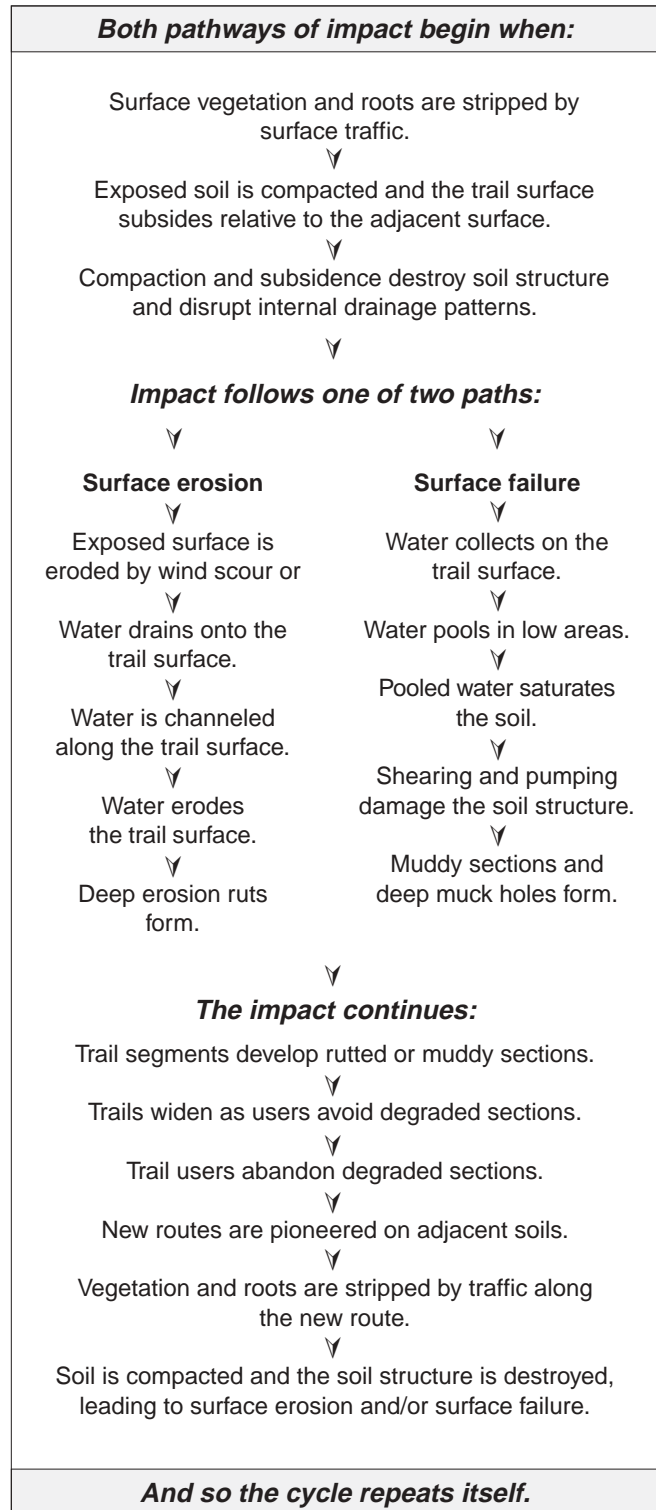 Both pathways of impact begin when:
Surface vegetation and roots are stripped by
surface traffic.
Exposed soil is compacted and the trail surface
subsides relative to the adjacent surface.
Compaction and subsidence destroy soil structure
and disrupt internal drainage patterns.
Impact follows one of two paths:
Surface erosion
Exposed surface is
eroded by wind scour or
Water drains onto the
trail surface.
Water is channeled
along the trail surface.
Water erodes
the trail surface.
Deep erosion ruts
form.
Surface failure
Water collects on the
trail surface.
Water pools in low areas.
Pooled water saturates
the soil.
Shearing and pumping
damage the soil structure.
Muddy sections and
deep muck holes form.
The impact continues:
Trail segments develop rutted or muddy sections.
Trails widen as users avoid degraded sections.
Trail users abandon degraded sections.
New routes are pioneered on adjacent soils.
Vegetation and roots are stripped by traffic along
the new route.
Soil is compacted and the soil structure is destroyed,
leading to surface erosion and/or surface failure.
And so the cycle repeats itself.